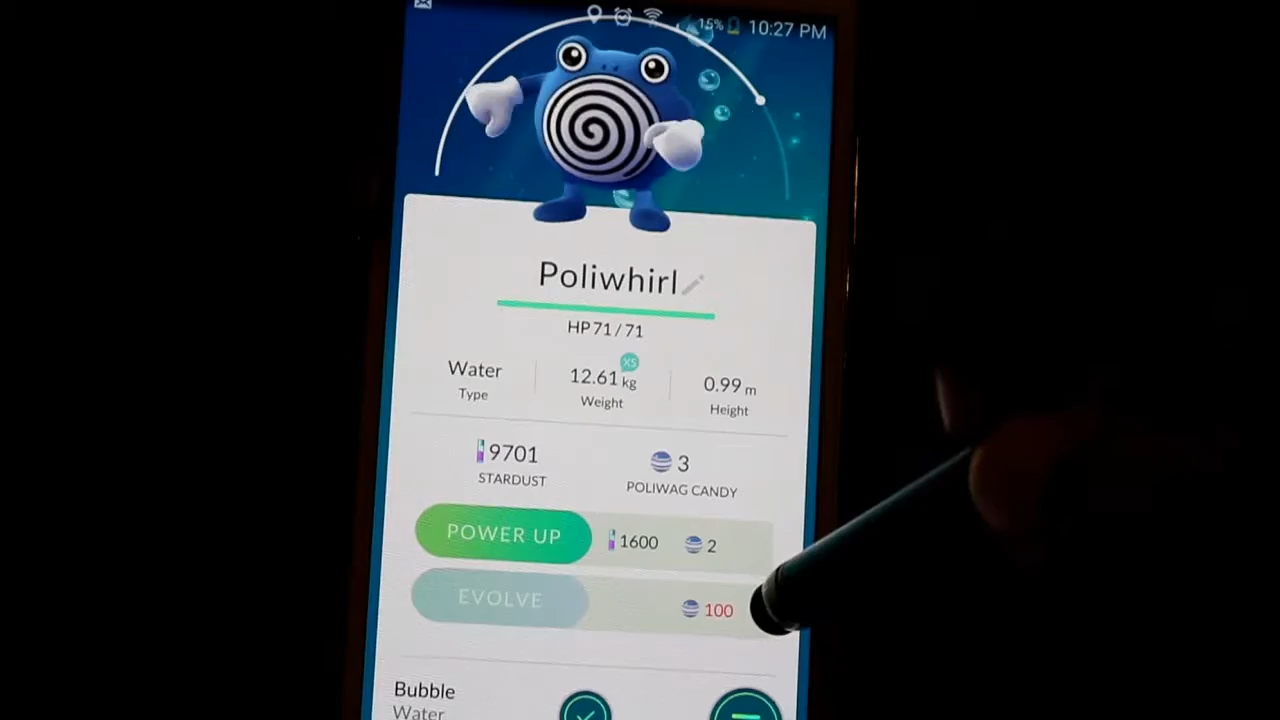 15% 10:27 PM
Poliwhirl
HP 71 / 71
Water
Type
XS
12.61 kg
Weight
0.99 m
Height
9701
STARDUST
3
POLIWAG CANDY
POWER UP 1600 2
EVOLVE 100
Bubble
Water